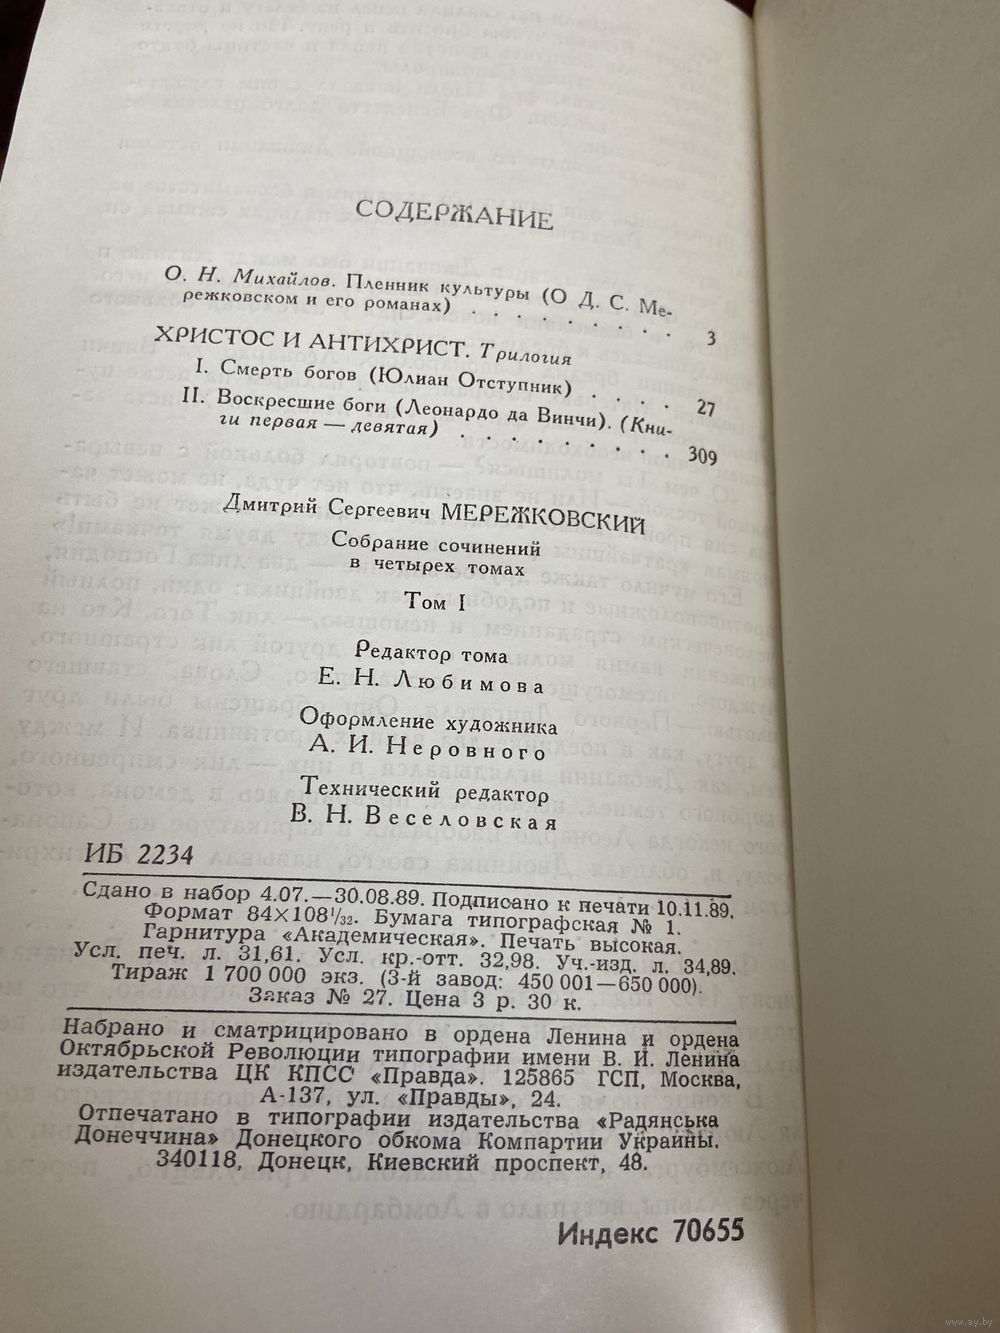 СОДЕРЖАНИЕ
О. Н. Михайлов. Пленник культуры (О Д. С. Ме-
режковском и его романах) . . . . . . . . . 3
ХРИСТОС И АНТИХРИСТ. Трилогия
I. Смерть богов (Юлиан Отступник) . . . . 27
II. Воскресшие боги (Леонардо да Винчи). (Кни-
ги первая — девятая) . . . . . . . . . 309
Дмитрий Сергеевич МЕРЕЖКОВСКИЙ
Собрание сочинений
в четырех томах
Том I
Редактор тома
Е. Н. Любимова
Оформление художника
А. И. Неровного
Технический редактор
В. Н. Веселовская
ИБ 2234
Сдано в набор 4.07.—30.08.89. Подписано к печати 10.11.89.
Формат 84×108¹/₃₂. Бумага типографская № 1.
Гарнитура «Академическая». Печать высокая.
Усл. печ. л. 31,61. Усл. кр.-отт. 32,98. Уч.-изд. л. 34,89.
Тираж 1 700 000 экз. (3-й завод: 450 001—650 000).
Заказ № 27. Цена 3 р. 30 к.
Набрано и сматрицировано в ордена Ленина и ордена
Октябрьской Революции типографии имени В. И. Ленина
издательства ЦК КПСС «Правда». 125865 ГСП, Москва,
А-137, ул. «Правды», 24.
Отпечатано в типографии издательства «Радянська
Донеччина» Донецкого обкома Компартии Украины.
340118, Донецк, Киевский проспект, 48.
Индекс 70655
www.ay.by